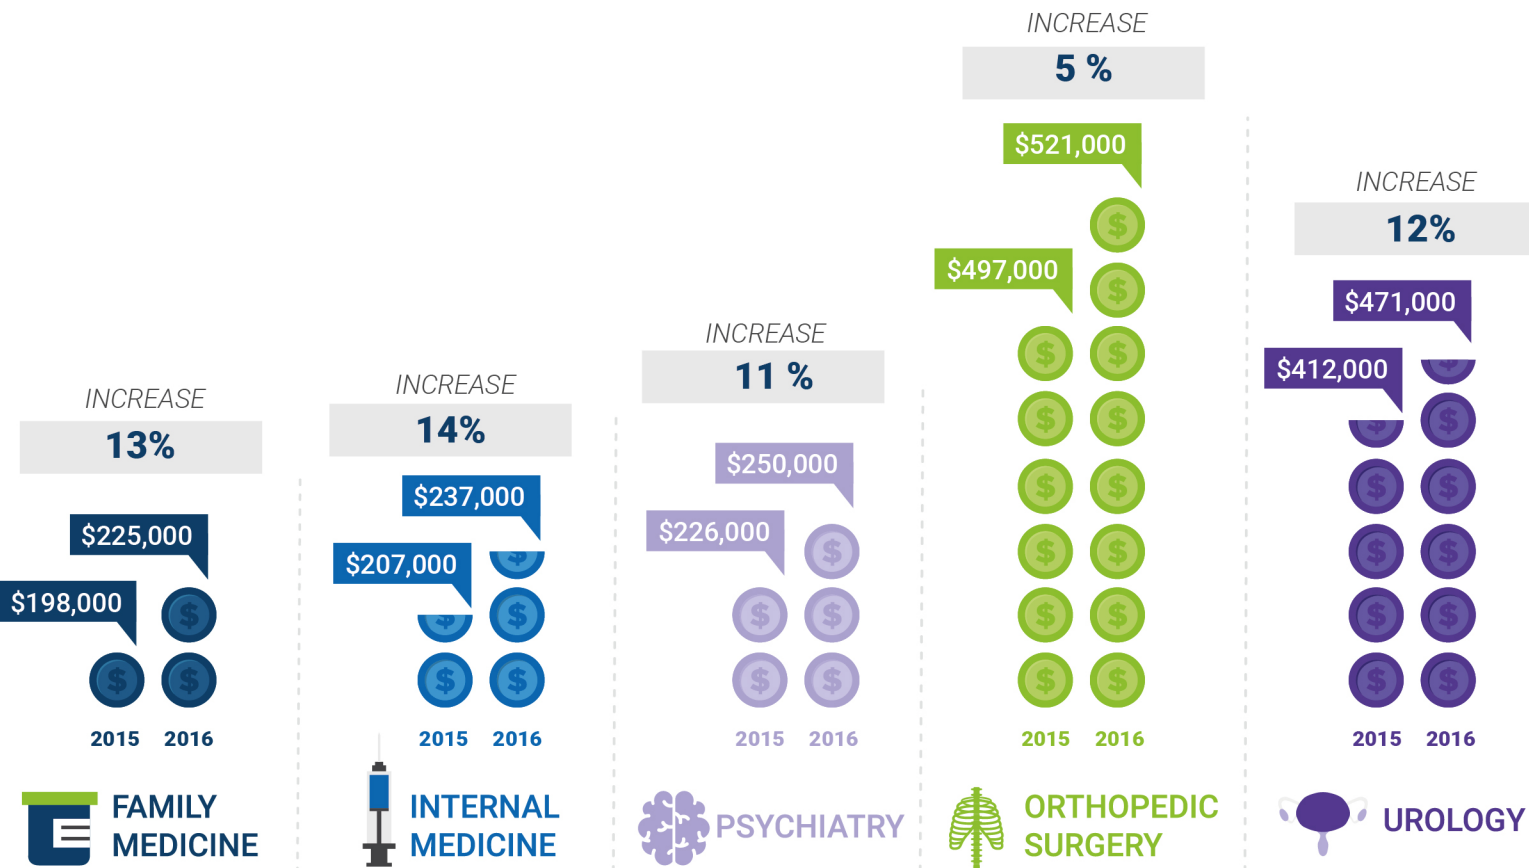 INCREASE
13%
$225,000
$198,000
2015 2016
FAMILY
MEDICINE
INCREASE
14%
$237,000
$207,000
2015 2016
INTERNAL
MEDICINE
INCREASE
11 %
$250,000
$226,000
2015 2016
PSYCHIATRY
INCREASE
5 %
$521,000
$497,000
2015 2016
ORTHOPEDIC
SURGERY
INCREASE
12%
$471,000
$412,000
2015 2016
UROLOGY